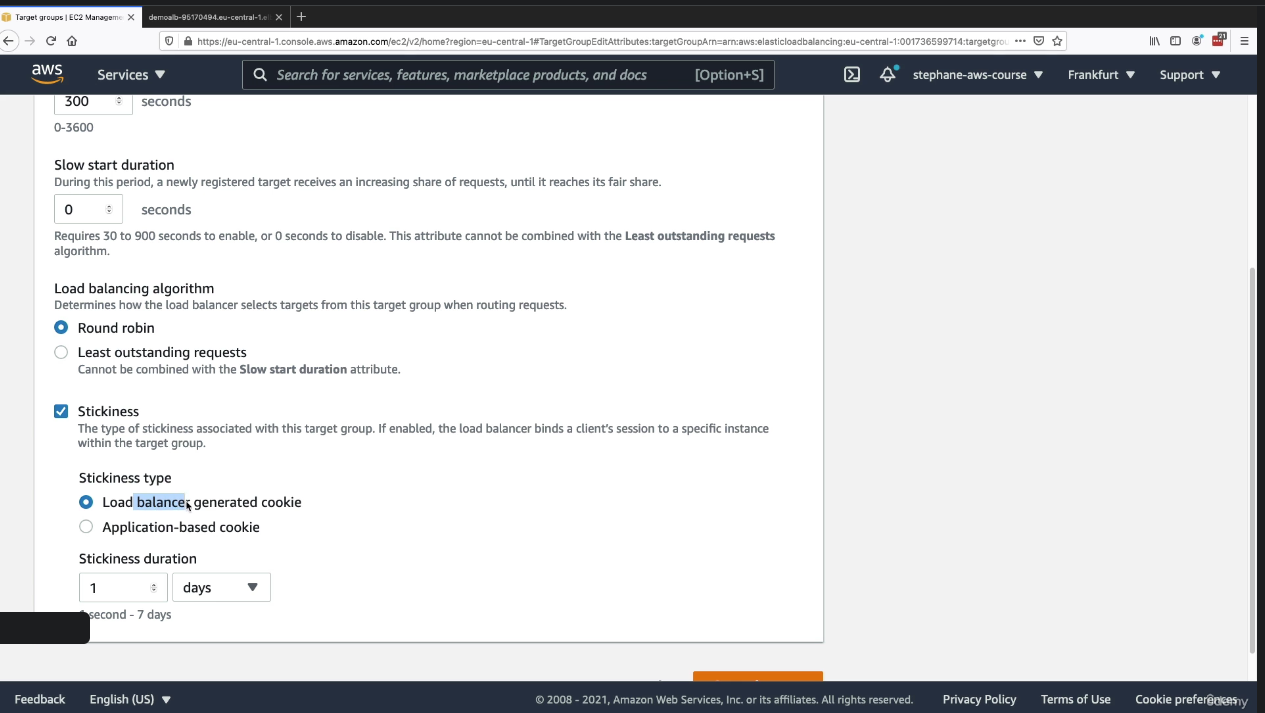 Target groups | EC2 Manageme
demoalb-95170494.eu-central-1.el
https://eu-central-1.console.aws.amazon.com/ec2/v2/home?region=eu-central-1#TargetGroupEditAttributes:targetGroupArn=arn:aws:elasticloadbalancing:eu-central-1:001736599714:targetgrou
21
aws
Services
Search for services, features, marketplace products, and docs
[Option+S]
stephane-aws-course
Frankfurt
Support
300
seconds
0-3600
Slow start duration
During this period, a newly registered target receives an increasing share of requests, until it reaches its fair share.
0
seconds
Requires 30 to 900 seconds to enable, or 0 seconds to disable. This attribute cannot be combined with the Least outstanding requests
algorithm.
Load balancing algorithm
Determines how the load balancer selects targets from this target group when routing requests.
Round robin
Least outstanding requests
Cannot be combined with the Slow start duration attribute.
Stickiness
The type of stickiness associated with this target group. If enabled, the load balancer binds a client's session to a specific instance
within the target group.
Stickiness type
Load balancer generated cookie
Application-based cookie
Stickiness duration
1
days
second - 7 days
Feedback
English (US)
© 2008 - 2021, Amazon Web Services, Inc. or its affiliates. All rights reserved.
Privacy Policy
Terms of Use
Cookie preferences
ûdemy